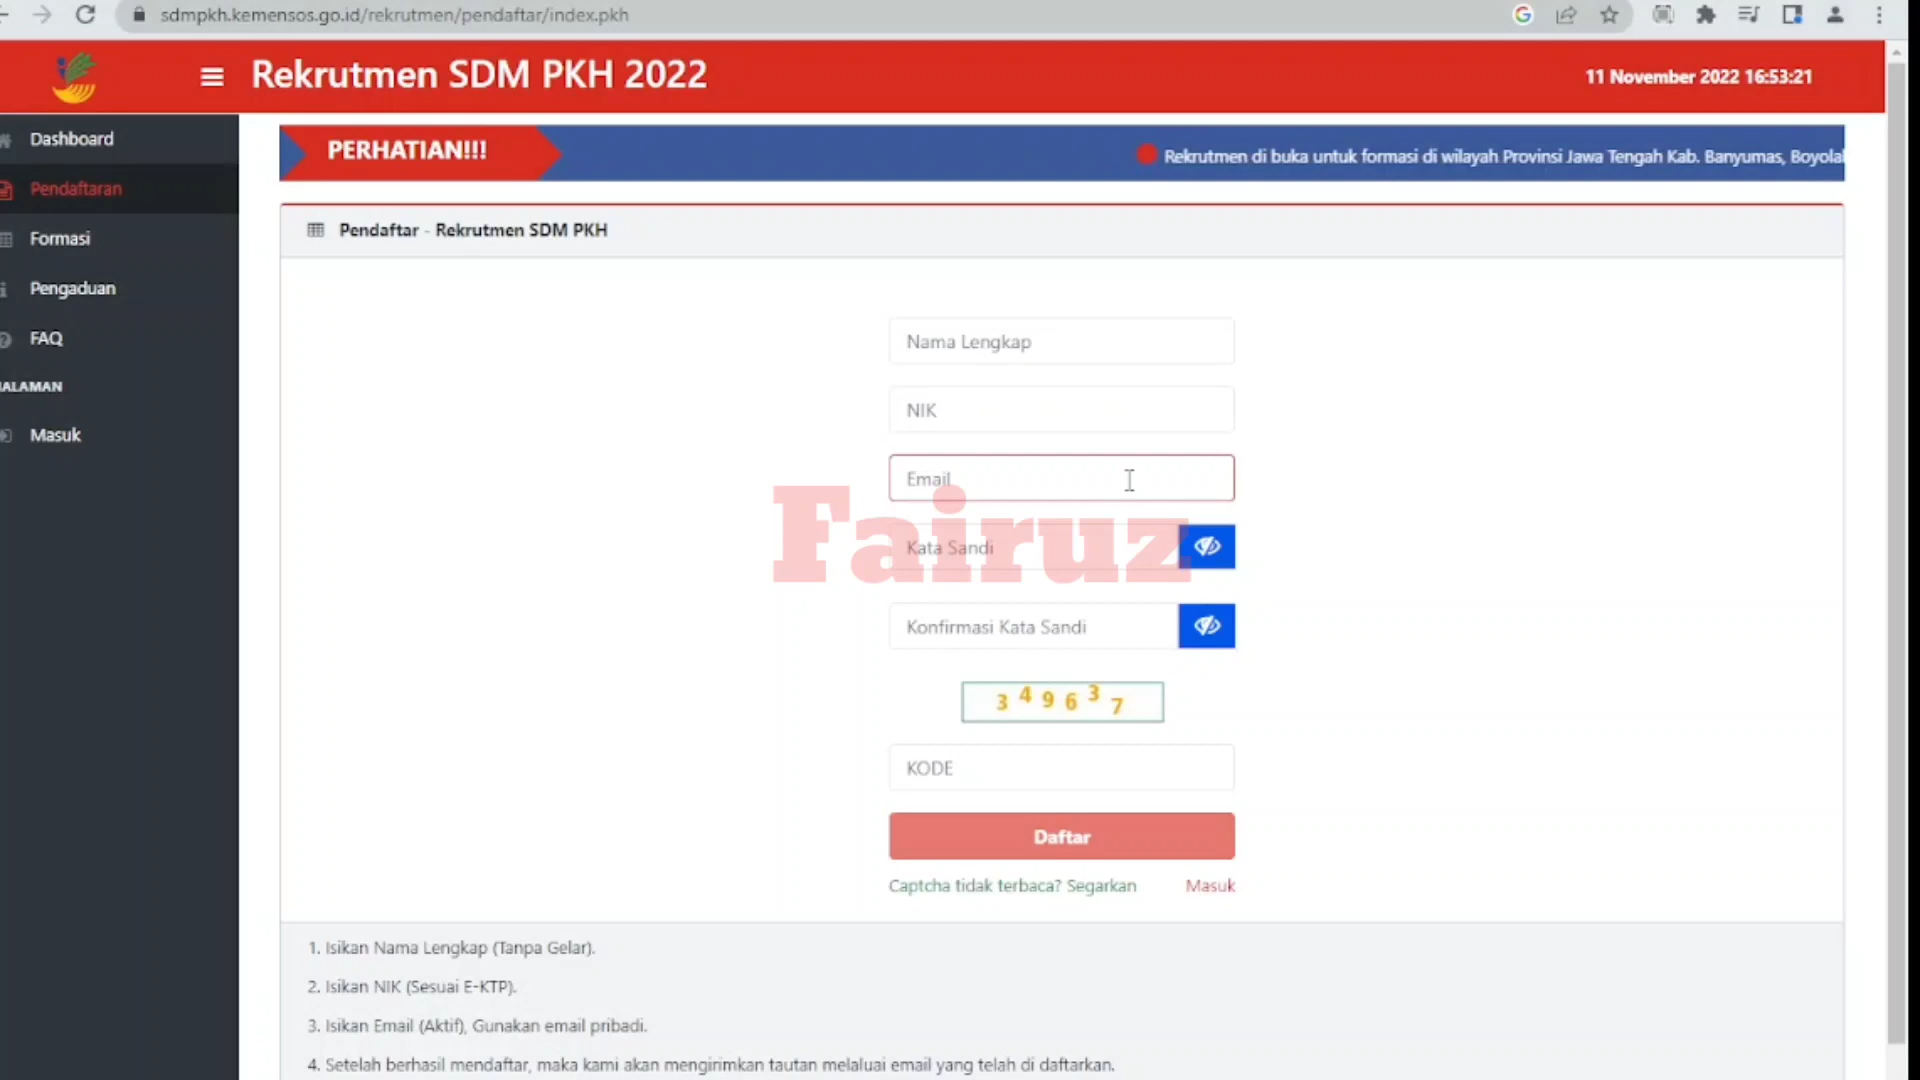 sdmpkh.kemensos.go.id/rekrutmen/pendaftar/index.pkh
Rekrutmen SDM PKH 2022
11 November 2022 16:53:21
Dashboard
Pendaftaran
Formasi
Pengaduan
FAQ
ALAMAN
Masuk
PERHATIAN!!!
Rekrutmen di buka untuk formasi di wilayah Provinsi Jawa Tengah Kab. Banyumas, Boyolal
Pendaftar - Rekrutmen SDM PKH
Nama Lengkap
NIK
Email
Fairuz
Kata Sandi
Konfirmasi Kata Sandi
3 4 9 6 3 7
KODE
Daftar
Captcha tidak terbaca? Segarkan Masuk
1. Isikan Nama Lengkap (Tanpa Gelar).
2. Isikan NIK (Sesuai E-KTP).
3. Isikan Email (Aktif), Gunakan email pribadi.
4. Setelah berhasil mendaftar, maka kami akan mengirimkan tautan melaluai email yang telah di daftarkan.